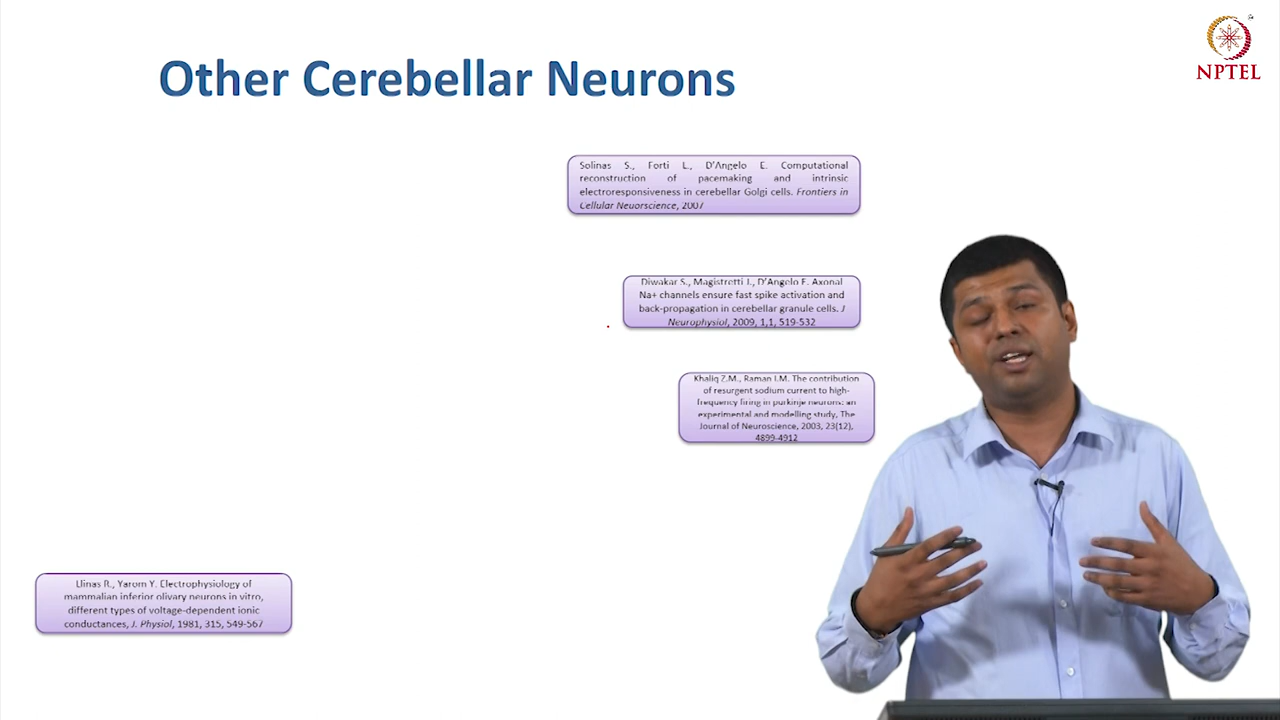 NPTEL
Other Cerebellar Neurons
Solinas S., Forti L., D'Angelo E. Computational
reconstruction of pacemaking and intrinsic
electroresponsiveness in cerebellar Golgi cells. Frontiers in
Cellular Neuorscience, 2007
Diwakar S., Magistretti J., D'Angelo E. Axonal
Na+ channels ensure fast spike activation and
back-propagation in cerebellar granule cells. J
Neurophysiol, 2009, 1,1, 519-532
Khaliq Z.M., Raman I.M. The contribution
of resurgent sodium current to high-
frequency firing in purkinje neurons: an
experimental and modelling study, The
Journal of Neuroscience, 2003, 23(12),
4899-4912
Llinas R., Yarom Y. Electrophysiology of
mammalian inferior olivary neurons in vitro,
different types of voltage-dependent ionic
conductances, J. Physiol, 1981, 315, 549-567